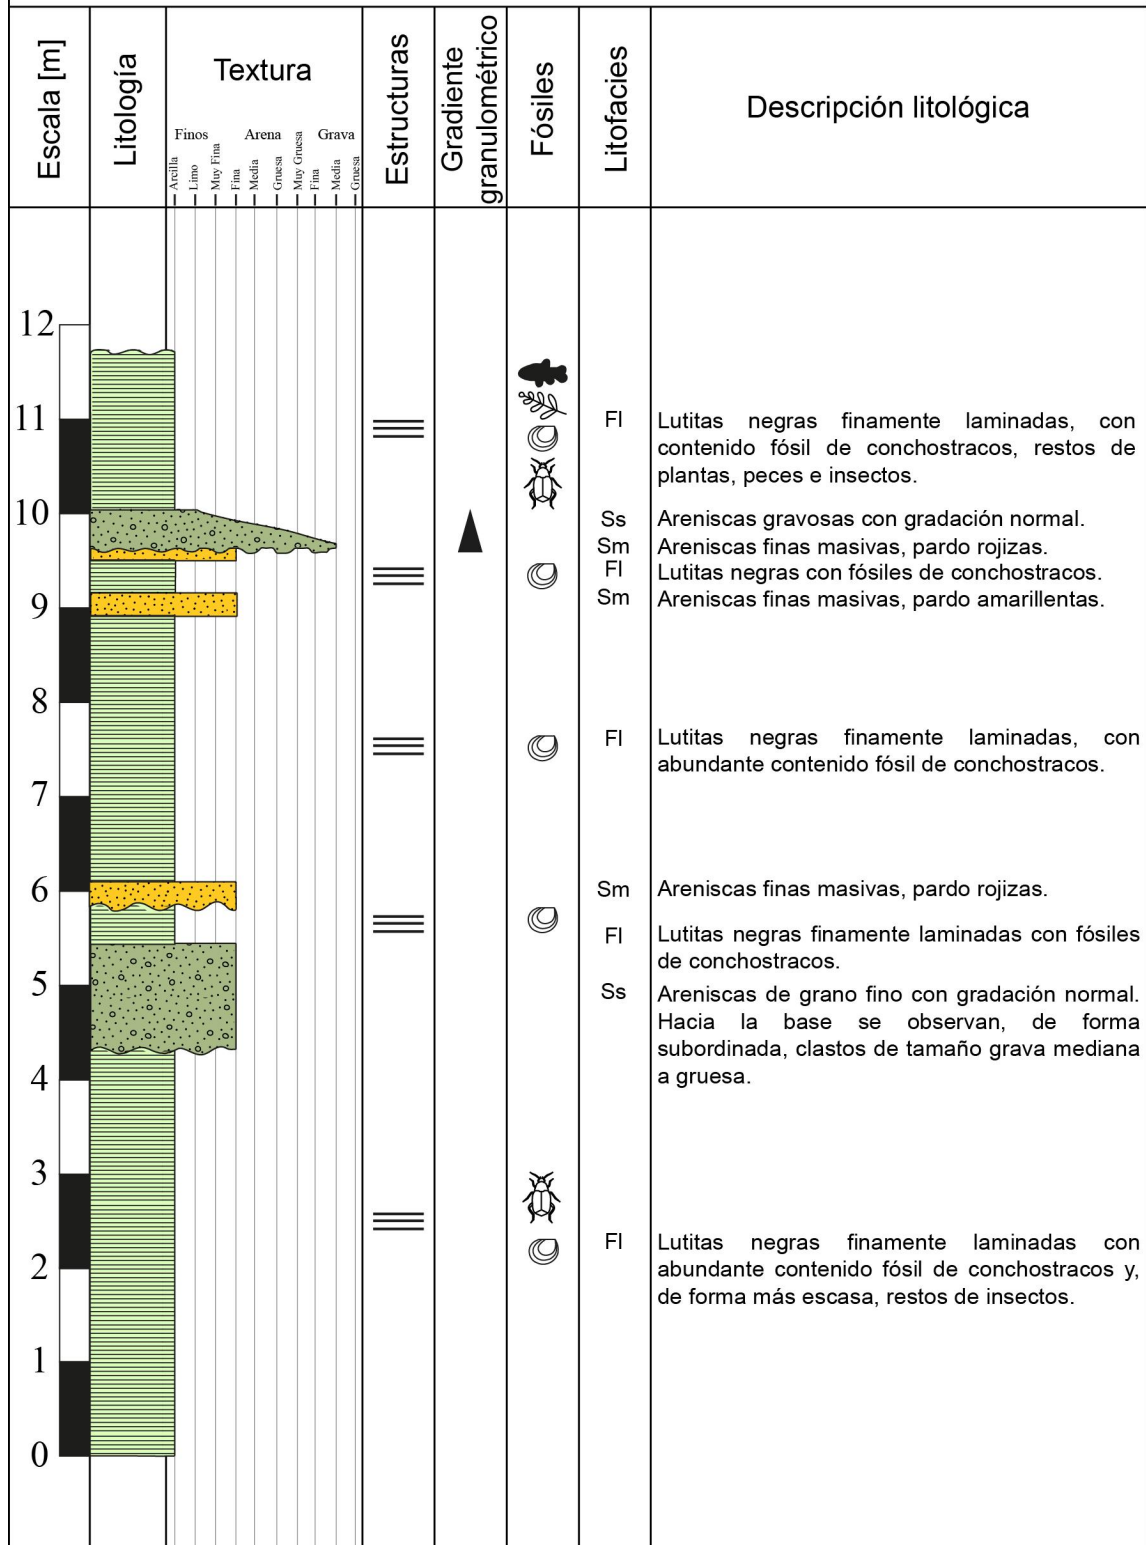 Escala [m]
Litología
Textura
Finos Arena Grava
Arcilla
Limo
Muy Fina
Fina
Media
Gruesa
Muy Gruesa
Fina
Media
Gruesa
Estructuras
Gradiente
granulométrico
Fósiles
Litofacies
Descripción litológica
12
11
10
9
8
7
6
5
4
3
2
1
0
Fl Lutitas negras finamente laminadas, con
contenido fósil de conchostracos, restos de
plantas, peces e insectos.
Ss Areniscas gravosas con gradación normal.
Sm Areniscas finas masivas, pardo rojizas.
Fl Lutitas negras con fósiles de conchostracos.
Sm Areniscas finas masivas, pardo amarillentas.
Fl Lutitas negras finamente laminadas, con
abundante contenido fósil de conchostracos.
Sm Areniscas finas masivas, pardo rojizas.
Fl Lutitas negras finamente laminadas con fósiles
de conchostracos.
Ss Areniscas de grano fino con gradación normal.
Hacia la base se observan, de forma
subordinada, clastos de tamaño grava mediana
a gruesa.
Fl Lutitas negras finamente laminadas con
abundante contenido fósil de conchostracos y,
de forma más escasa, restos de insectos.